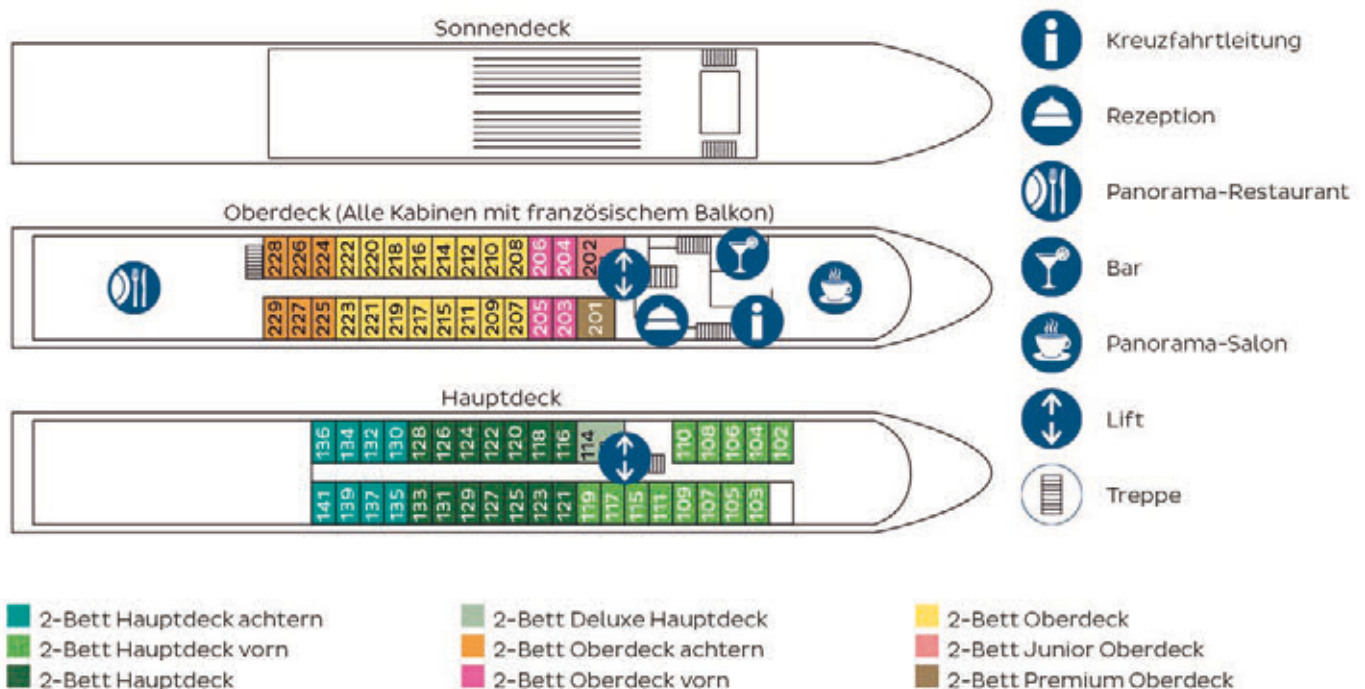 Sonnendeck
Kreuzfahrtleitung
Rezeption
Panorama-Restaurant
Bar
Panorama-Salon
Lift
Treppe
Oberdeck (Alle Kabinen mit französischem Balkon)
228 226 224 222 220 218 216 214 212 210 208 206 204 202
229 227 225 223 221 219 217 215 211 209 207 205 203 201
Hauptdeck
136 134 132 130 128 126 124 122 120 118 116 114 110 108 106 104 102
141 139 137 135 133 131 129 127 125 123 121 119 117 115 111 109 107 105 103
2-Bett Hauptdeck achtern
2-Bett Hauptdeck vorn
2-Bett Hauptdeck
2-Bett Deluxe Hauptdeck
2-Bett Oberdeck achtern
2-Bett Oberdeck vorn
2-Bett Oberdeck
2-Bett Junior Oberdeck
2-Bett Premium Oberdeck